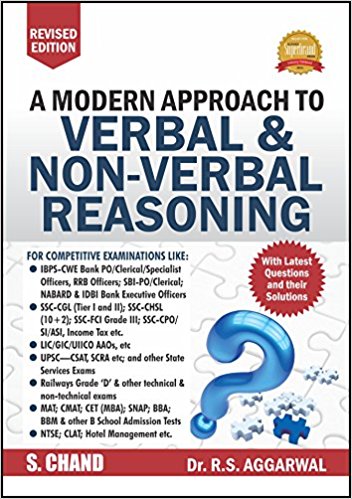 REVISED
EDITION
Superbrand
A MODERN APPROACH TO
VERBAL &
NON-VERBAL
REASONING
FOR COMPETITIVE EXAMINATIONS LIKE:
• IBPS-CWE Bank PO/Clerical/Specialist
Officers, RRB Officers; SBI-PO/Clerical;
NABARD & IDBI Bank Executive Officers
• SSC-CGL (Tier I and II); SSC-CHSL
(10+2); SSC-FCI Grade III; SSC-CPO/
SI/ASI, Income Tax etc.
• LIC/GIC/UIICO AAOs, etc
• UPSC—CSAT, SCRA etc; and other State
Services Exams
• Railways Grade 'D' & other technical &
non-technical exams
• MAT; CMAT; CET (MBA); SNAP; BBA;
BBM & other B School Admission Tests
• NTSE; CLAT; Hotel Management etc.
With Latest
Questions
and their
Solutions
S. CHAND
Dr. R.S. AGGARWAL